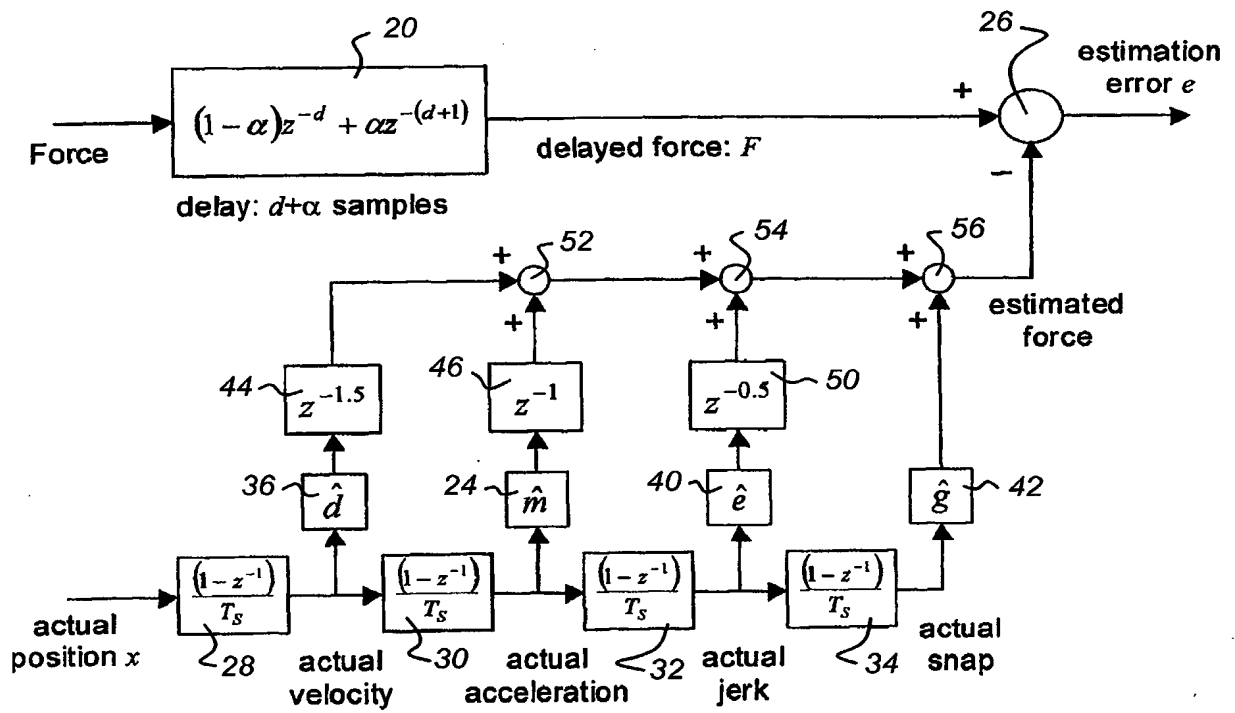 20
26
estimation
error e
(1-α)z^{-d} + αz^{-(d+1)}
+
Force
delayed force: F
−
delay: d+α samples
52
54
56
+
+
+
+
+
+
estimated
force
44
z^{-1.5}
46
z^{-1}
z^{-0.5}
50
36
d̂
24
m̂
40
ê
ĝ
42
(1-z^{-1})
T_S
(1-z^{-1})
T_S
(1-z^{-1})
T_S
(1-z^{-1})
T_S
actual
position x
28
actual
velocity
30
actual
acceleration
32
actual
jerk
34
actual
snap